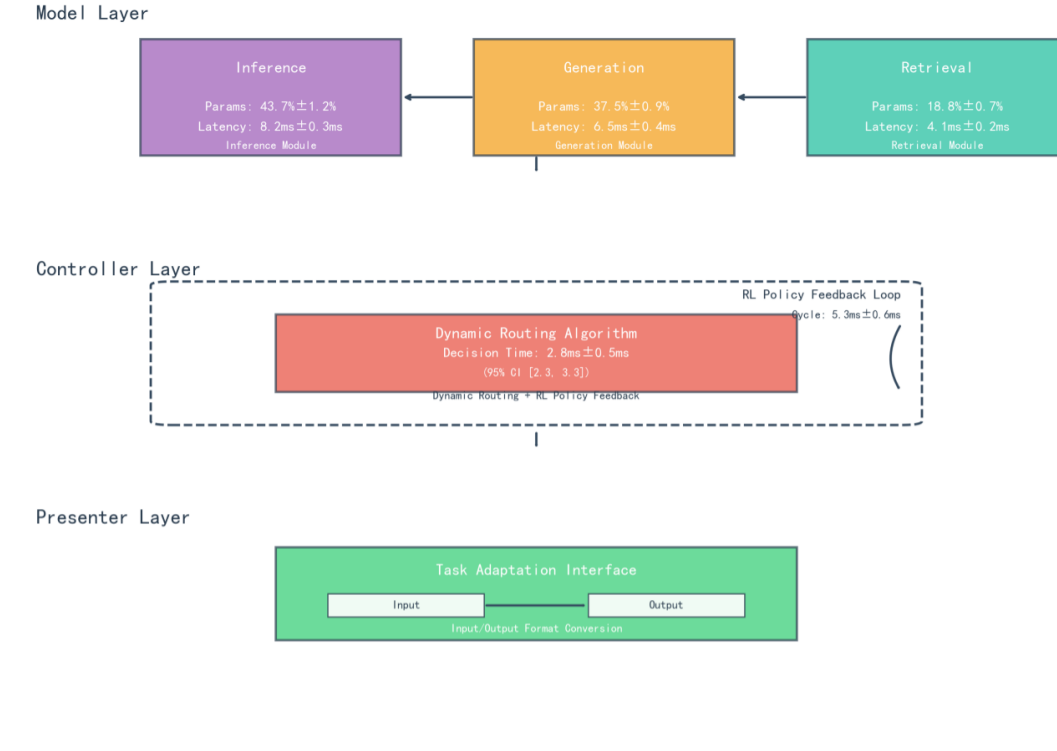 Model Layer
Inference
Params: 43.7%±1.2%
Latency: 8.2ms±0.3ms
Inference Module
Generation
Params: 37.5%±0.9%
Latency: 6.5ms±0.4ms
Generation Module
Retrieval
Params: 18.8%±0.7%
Latency: 4.1ms±0.2ms
Retrieval Module
Controller Layer
RL Policy Feedback Loop
Cycle: 5.3ms±0.6ms
Dynamic Routing Algorithm
Decision Time: 2.8ms±0.5ms
(95% CI [2.3, 3.3])
Dynamic Routing + RL Policy Feedback
Presenter Layer
Task Adaptation Interface
Input
Output
Input/Output Format Conversion